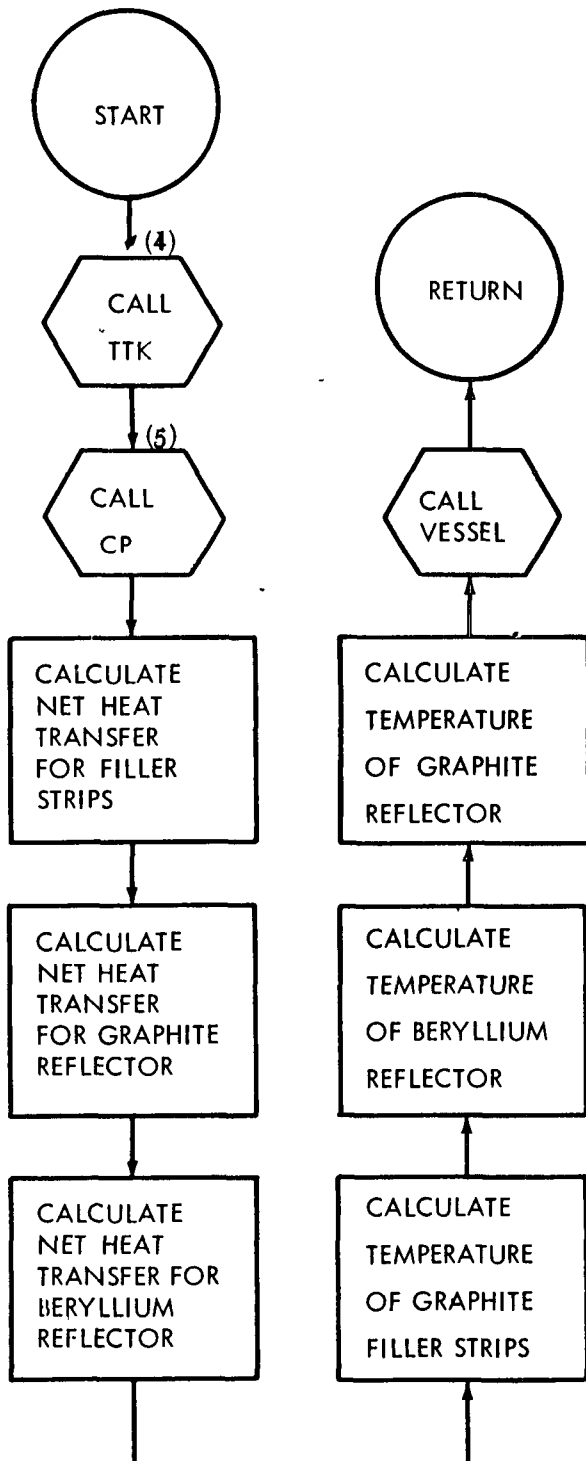 START
(4)
CALL
TTK
(5)
CALL
CP
CALCULATE
NET HEAT
TRANSFER
FOR FILLER
STRIPS
CALCULATE
NET HEAT
TRANSFER
FOR GRAPHITE
REFLECTOR
CALCULATE
NET HEAT
TRANSFER FOR
BERYLLIUM
REFLECTOR
CALCULATE
TEMPERATURE
OF GRAPHITE
FILLER STRIPS
CALCULATE
TEMPERATURE
OF BERYLLIUM
REFLECTOR
CALCULATE
TEMPERATURE
OF GRAPHITE
REFLECTOR
CALL
VESSEL
RETURN